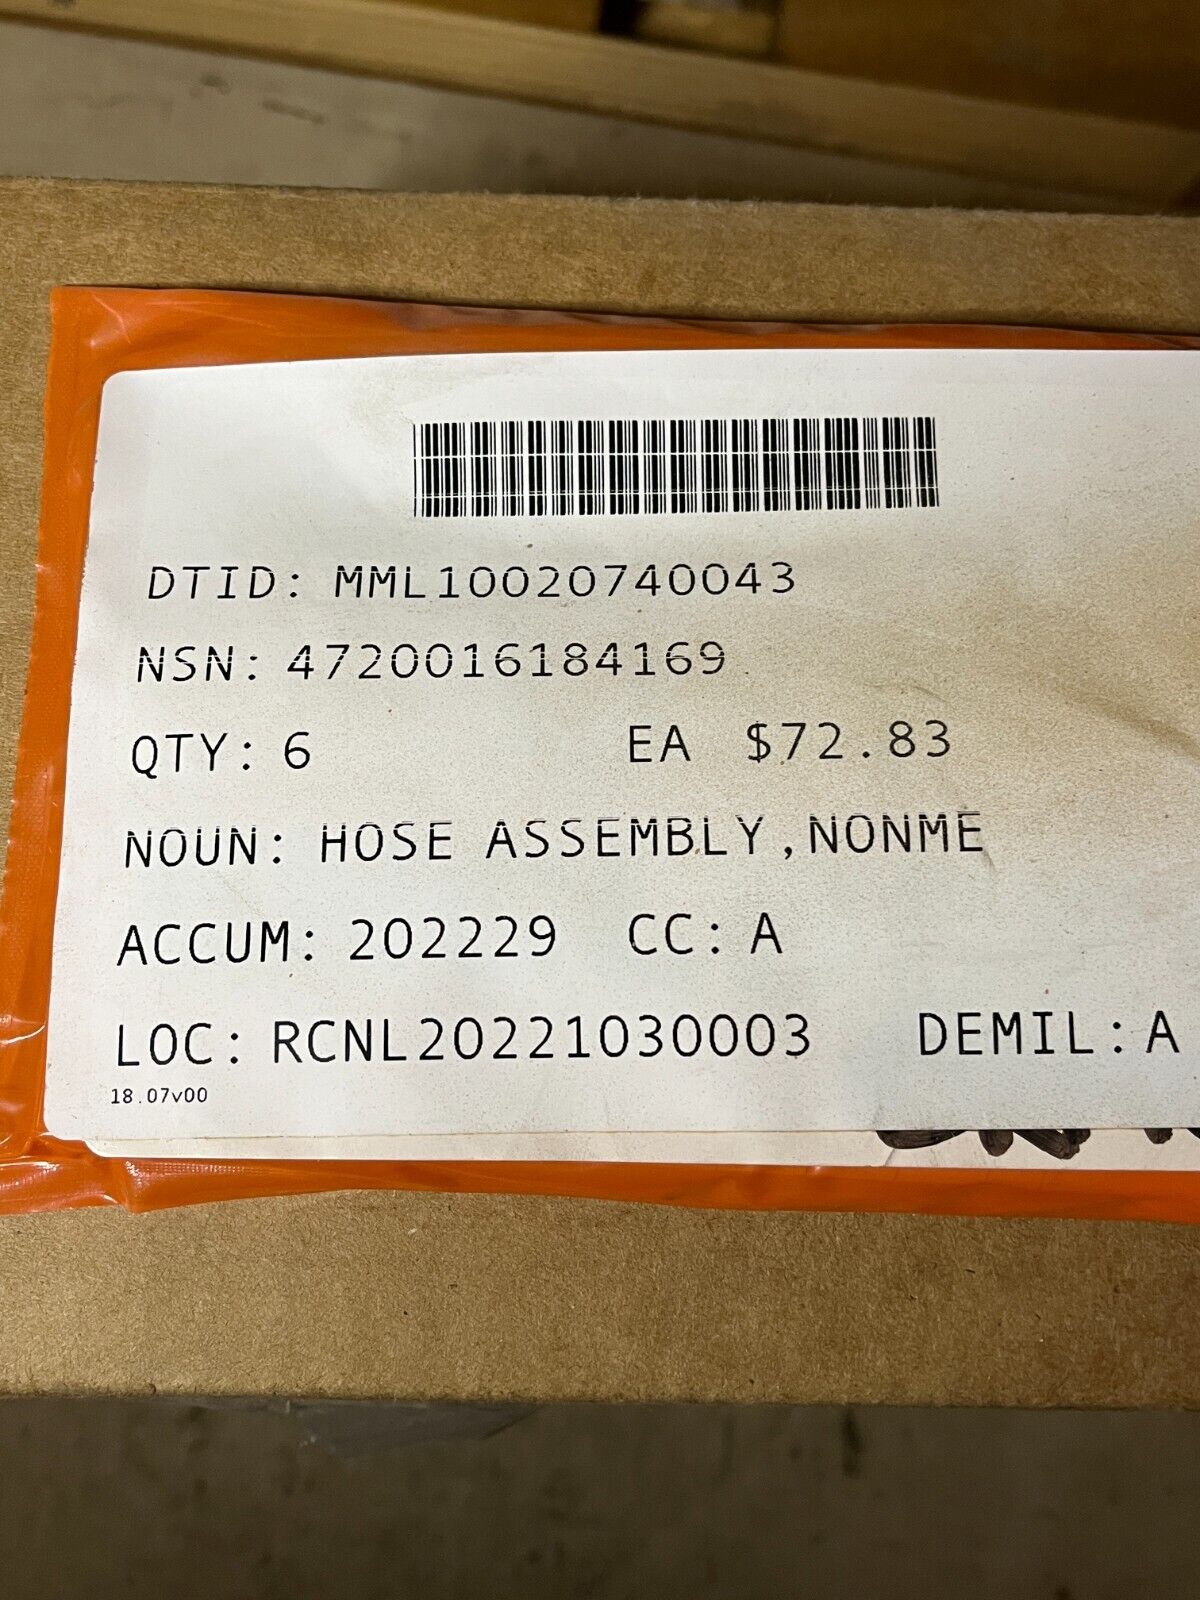 DTID: MML10020740043
NSN: 4720016184169
QTY: 6 EA $72.83
NOUN: HOSE ASSEMBLY,NONME
ACCUM: 202229 CC: A
LOC: RCNL20221030003 DEMIL: A
18.07v00